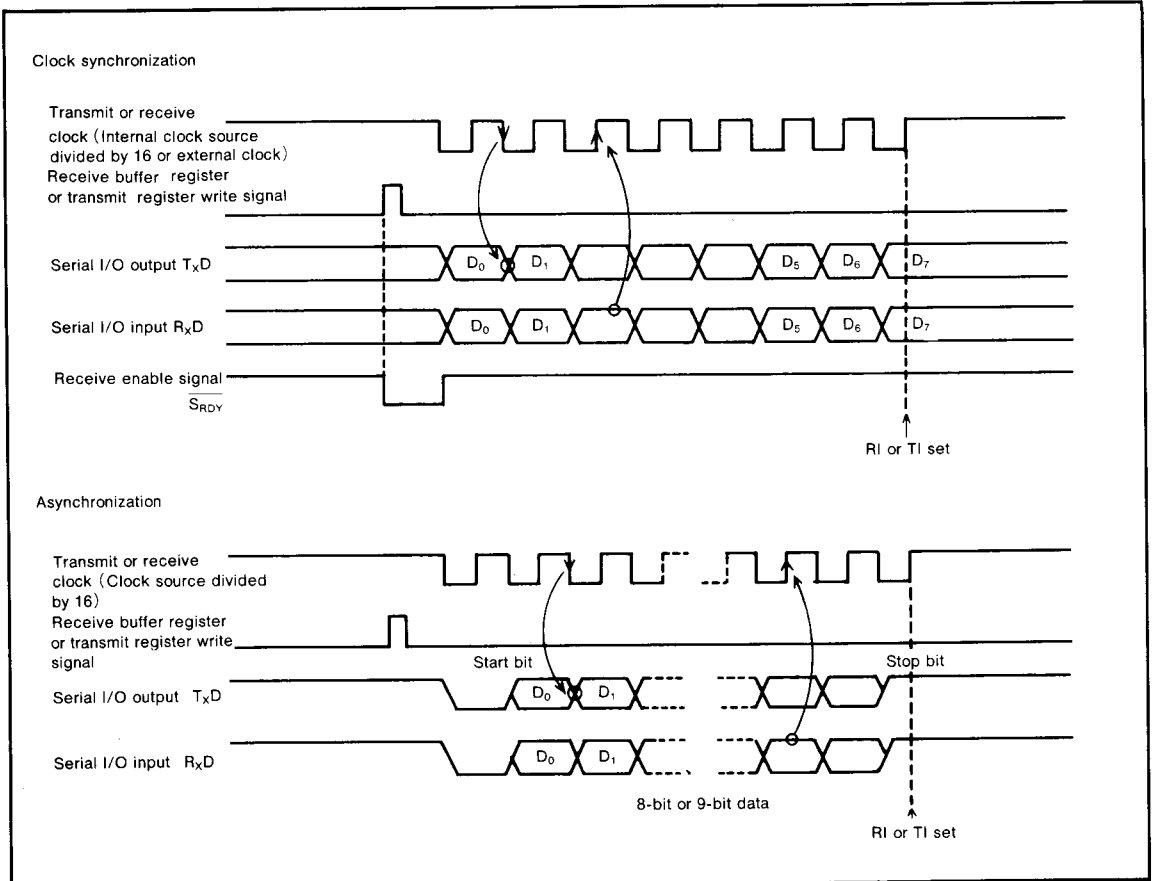 Clock synchronization
Transmit or receive
clock (Internal clock source
divided by 16 or external clock)
Receive buffer register
or transmit register write signal
Serial I/O output TxD
D0
D1
D5
D6
D7
Serial I/O input RxD
D0
D1
D5
D6
D7
Receive enable signal
SRDY
RI or TI set
Asynchronization
Transmit or receive
clock (Clock source divided
by 16)
Receive buffer register
or transmit register write
signal
Start bit
Stop bit
Serial I/O output TxD
D0
D1
Serial I/O input RxD
D0
D1
8-bit or 9-bit data
RI or TI set